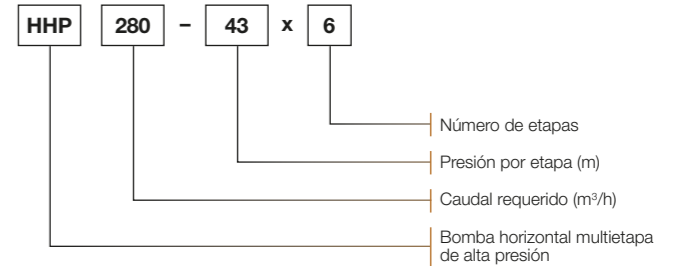 HHP 280 – 43 x 6
Número de etapas
Presión por etapa (m)
Caudal requerido (m³/h)
Bomba horizontal multietapa
de alta presión